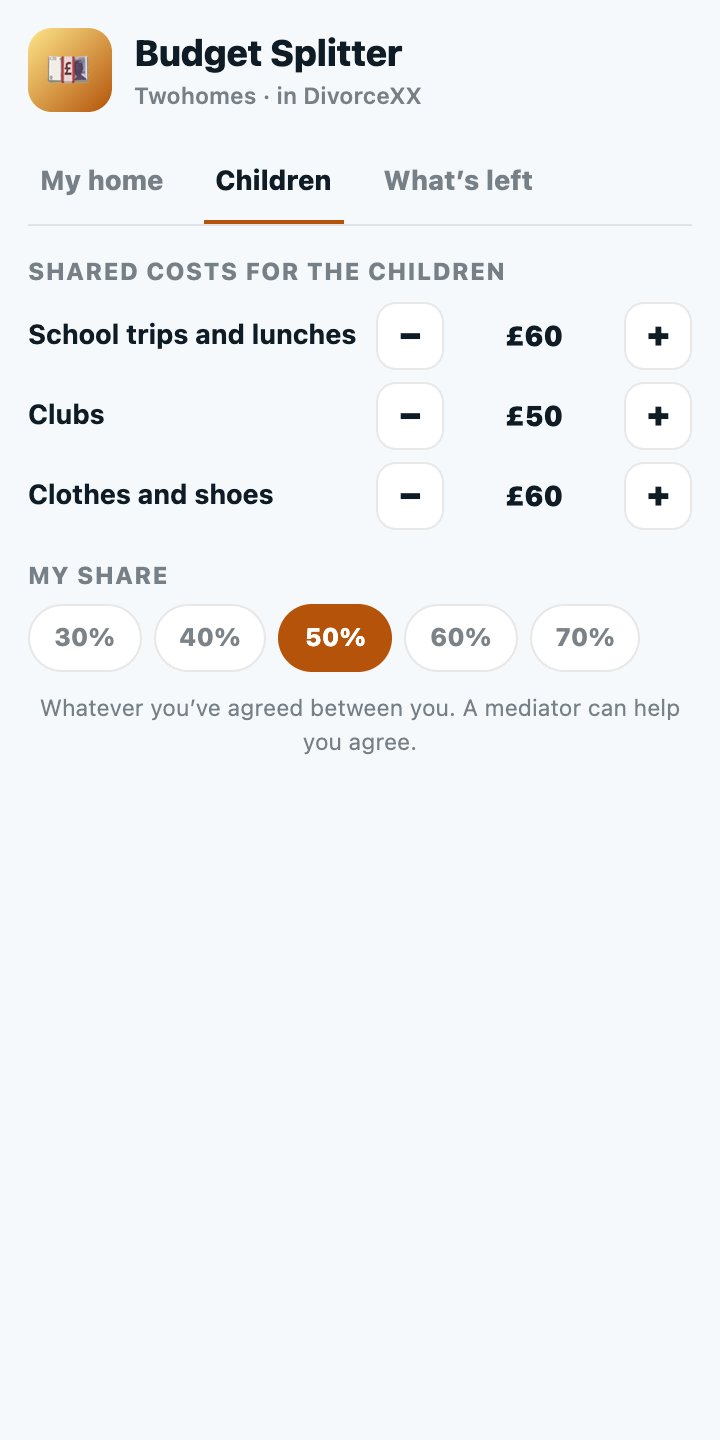 Budget Splitter
Twohomes · in DivorceXX
My home
Children
What’s left
SHARED COSTS FOR THE CHILDREN
School trips and lunches − £60 +
Clubs − £50 +
Clothes and shoes − £60 +
MY SHARE
30% 40% 50% 60% 70%
Whatever you’ve agreed between you. A mediator can help
you agree.